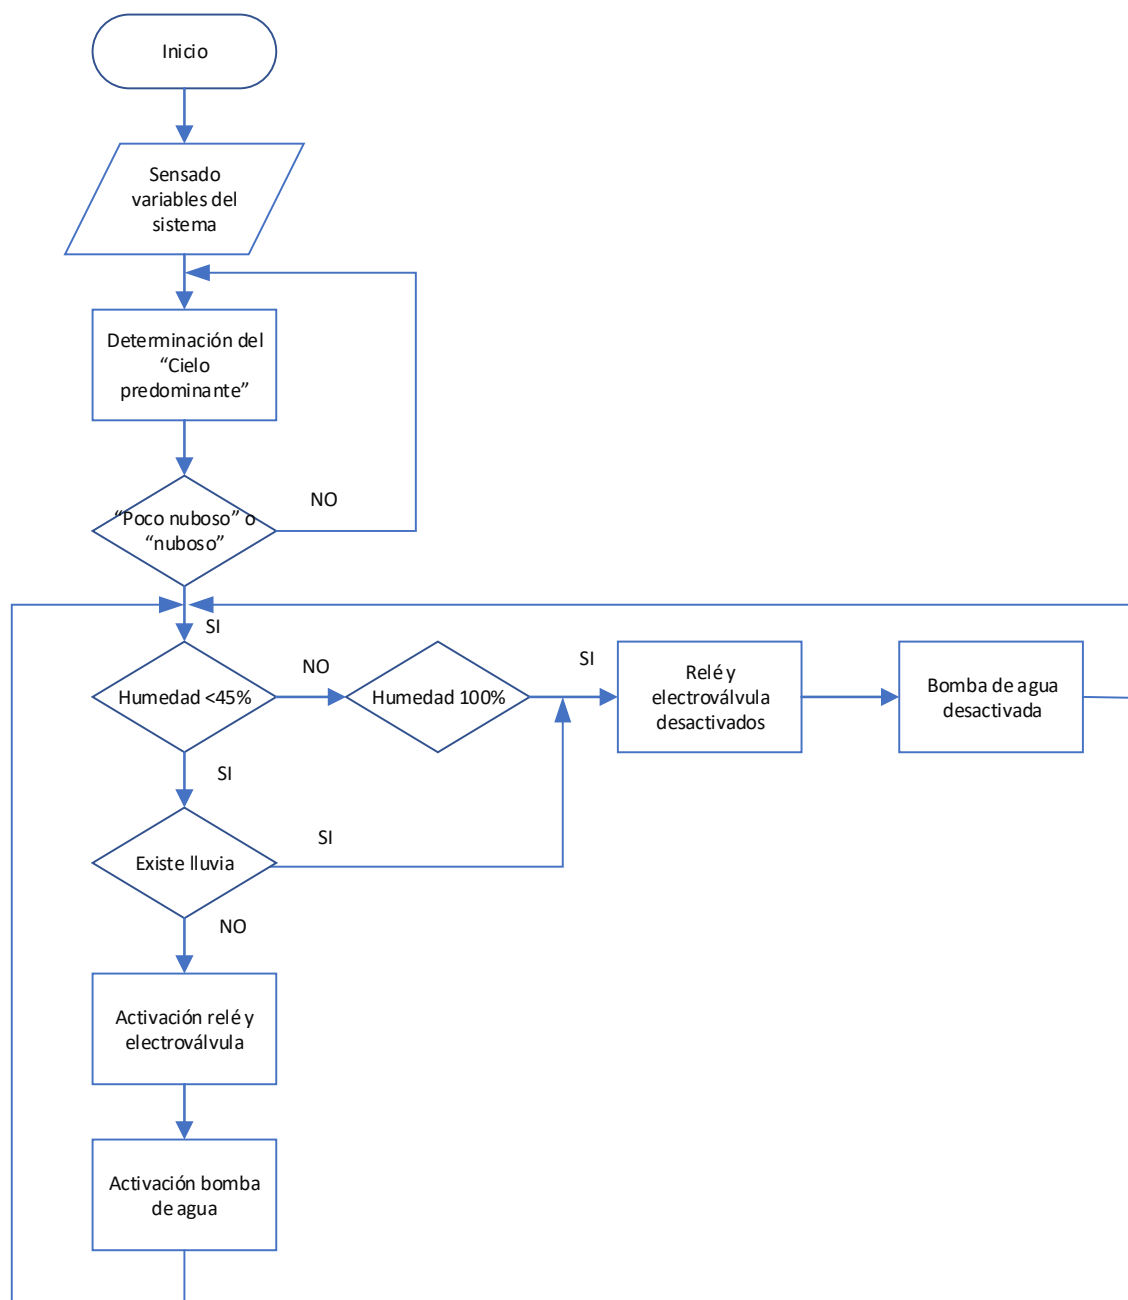 Inicio
Sensado
variables del
sistema
Determinación del
“Cielo
predominante”
“Poco nuboso” o
“nuboso”
NO
SI
Humedad <45%
NO
Humedad 100%
SI
Relé y
electroválvula
desactivados
Bomba de agua
desactivada
SI
Existe lluvia
SI
NO
Activación relé y
electroválvula
Activación bomba
de agua